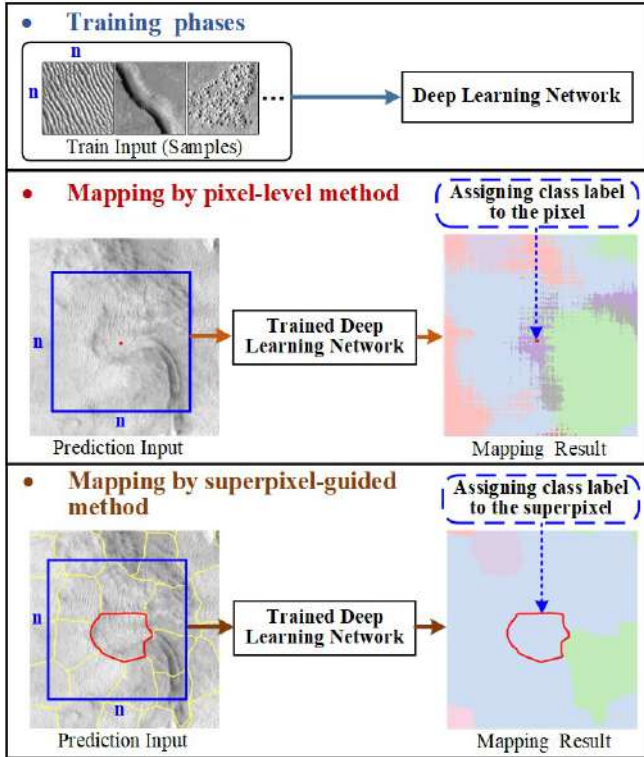 • Training phases
n
n
...
Train Input (Samples)
Deep Learning Network
• Mapping by pixel-level method
Assigning class label
to the pixel
n
n
Trained Deep
Learning Network
Prediction Input
Mapping Result
• Mapping by superpixel-guided
method
Assigning class label
to the superpixel
n
n
Trained Deep
Learning Network
Prediction Input
Mapping Result